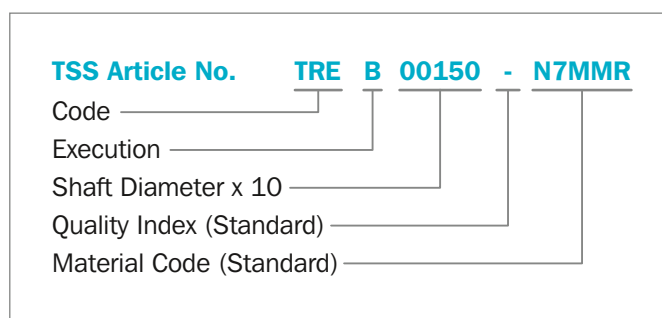 TSS Article No. TRE B 00150 - N7MMR
Code
Execution
Shaft Diameter x 10
Quality Index (Standard)
Material Code (Standard)